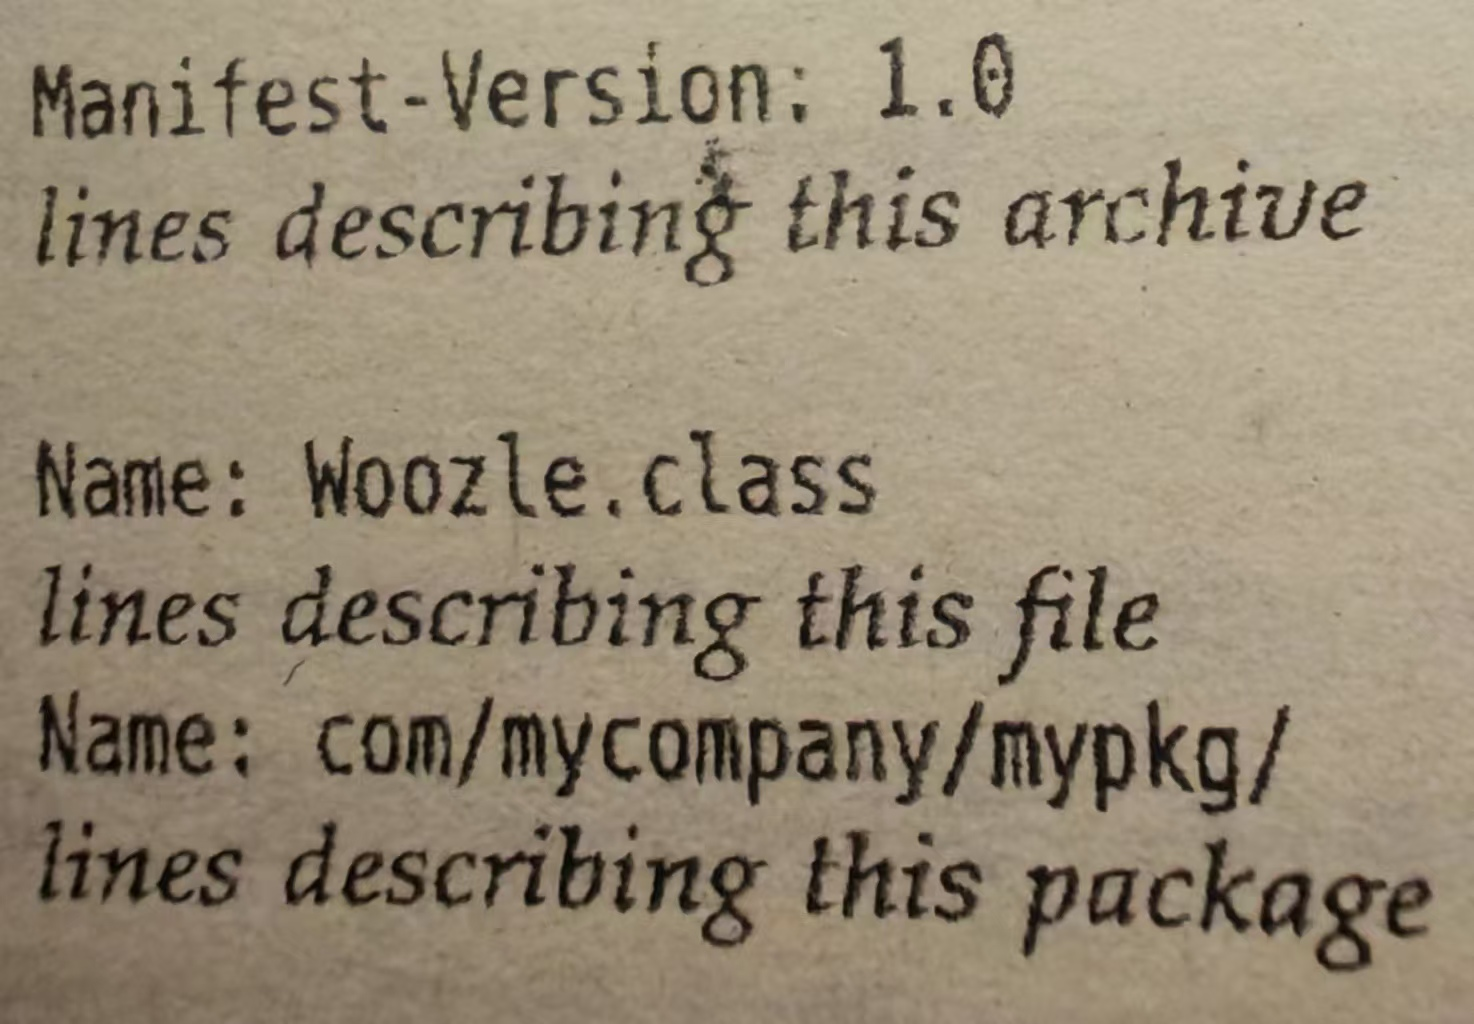 Manifest-Version: 1.0
lines describing this archive
Name: Woozle.class
lines describing this file
Name: com/mycompany/mypkg/
lines describing this package